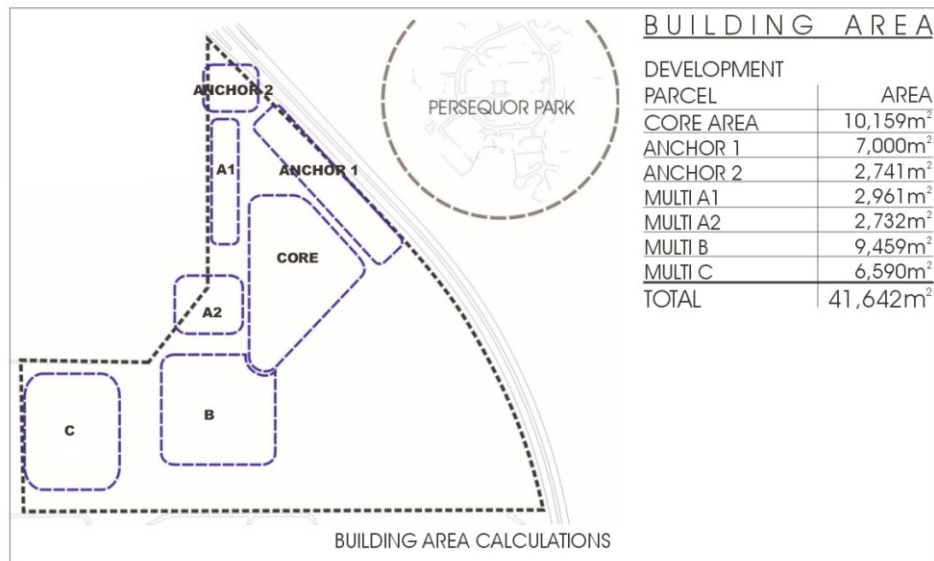 BUILDING AREA
DEVELOPMENT
PARCEL AREA
CORE AREA 10,159m²
ANCHOR 1 7,000m²
ANCHOR 2 2,741m²
MULTI A1 2,961m²
MULTI A2 2,732m²
MULTI B 9,459m²
MULTI C 6,590m²
TOTAL 41,642m²
ANCHOR 2
PERSEQUOR PARK
A1
ANCHOR 1
CORE
A2
B
C
BUILDING AREA CALCULATIONS